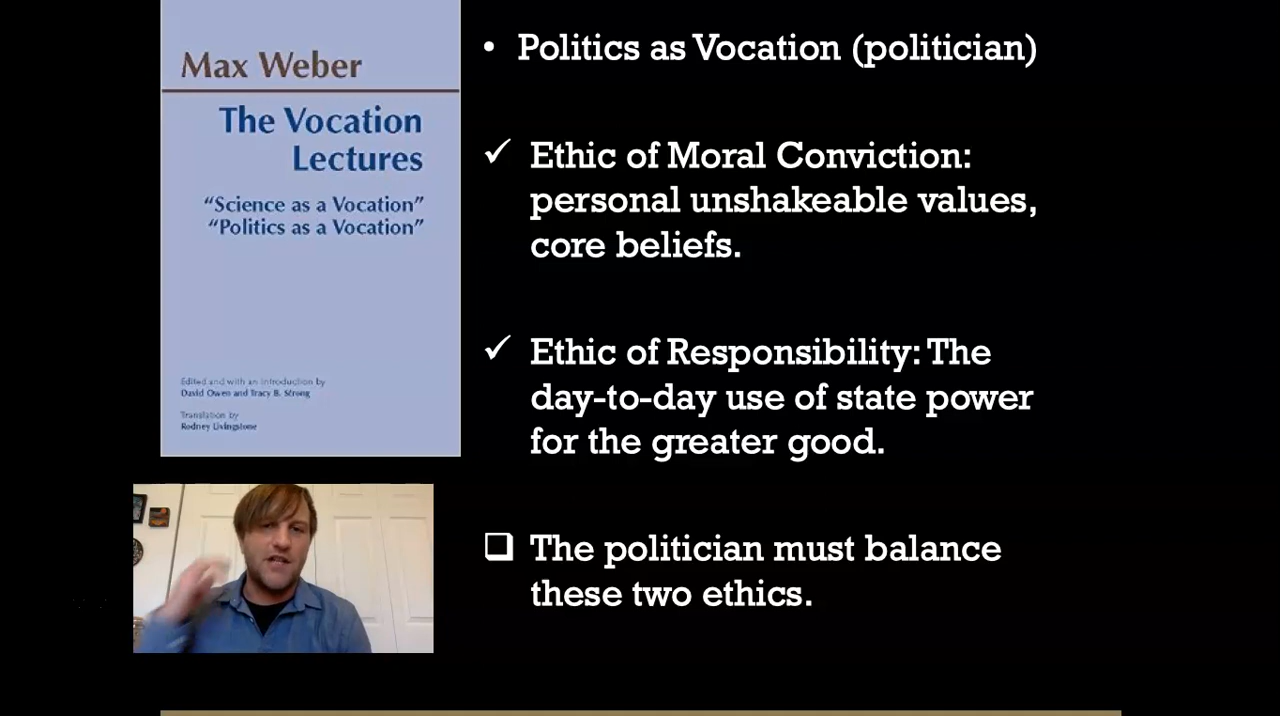 Max Weber
The Vocation
Lectures
“Science as a Vocation”
“Politics as a Vocation”
Edited and with an introduction by
David Owen and Tracy B. Strong
Translation by
Rodney Livingstone
• Politics as Vocation (politician)
✓ Ethic of Moral Conviction:
personal unshakeable values,
core beliefs.
✓ Ethic of Responsibility: The
day-to-day use of state power
for the greater good.
❑ The politician must balance
these two ethics.